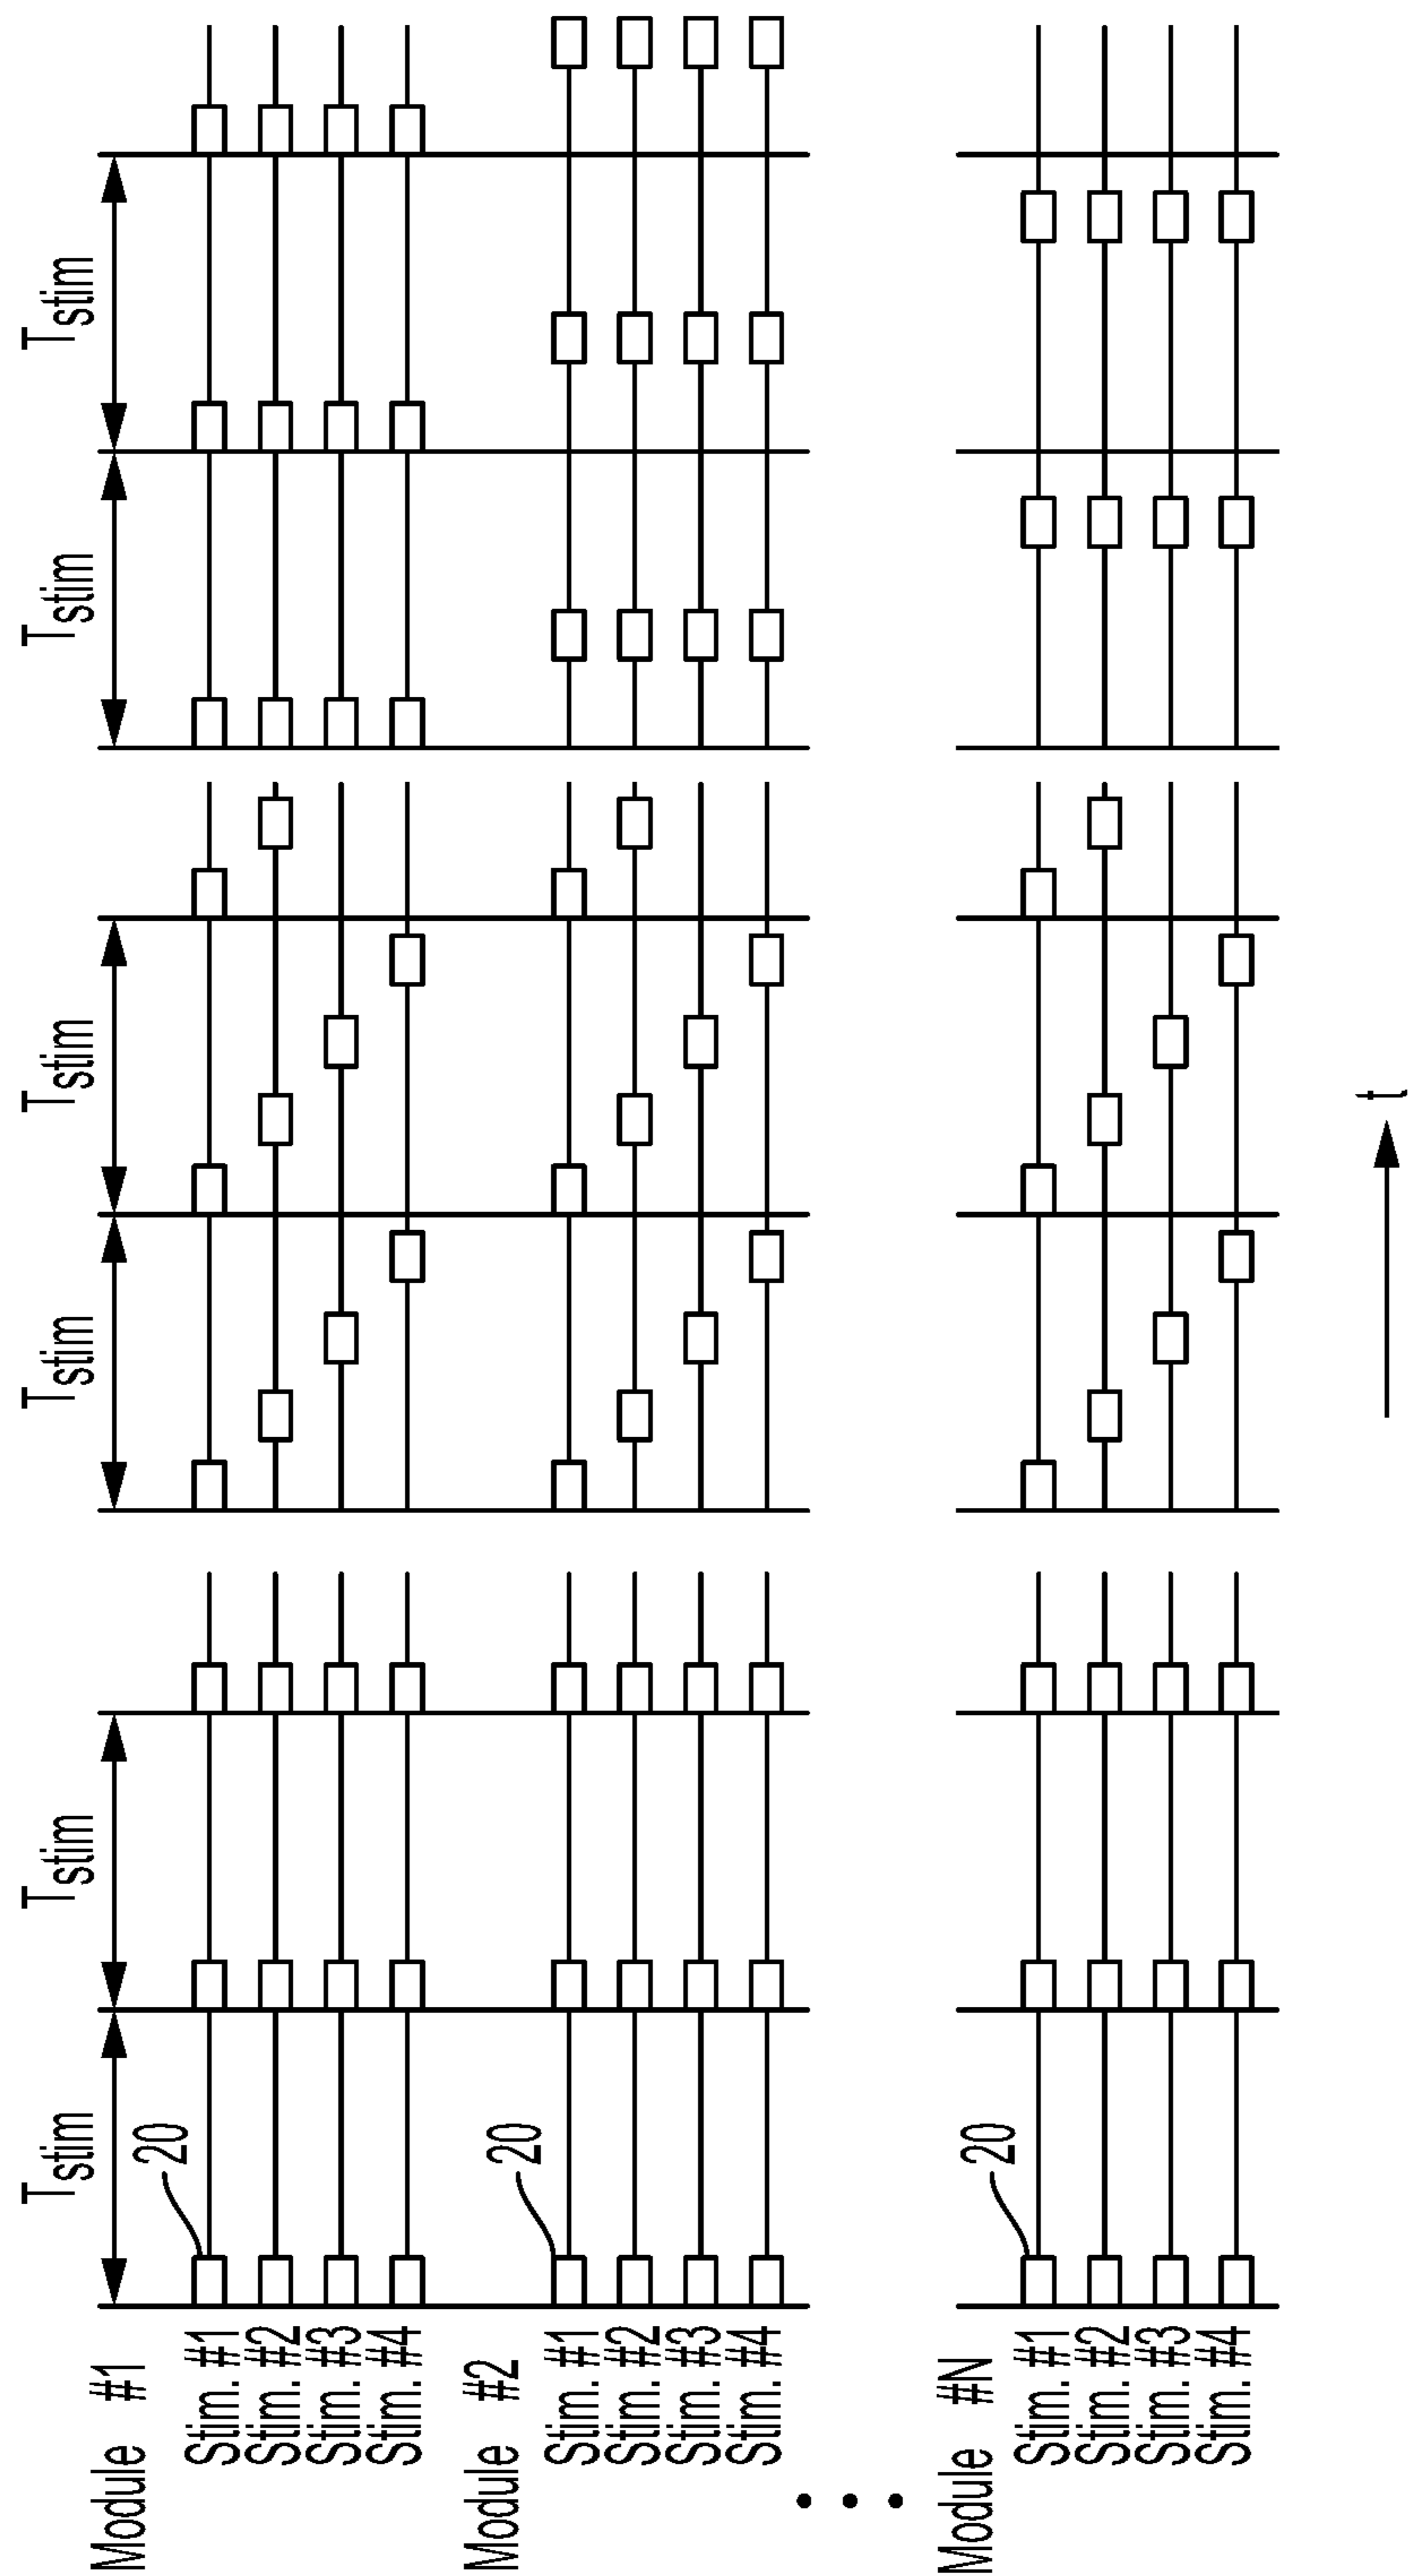 Tstim Tstim Tstim Tstim Tstim Tstim
Module #1
20
Stim. #1
Stim. #2
Stim. #3
Stim. #4
Module #2
20
Stim. #1
Stim. #2
Stim. #3
Stim. #4
Module #N
20
Stim. #1
Stim. #2
Stim. #3
Stim. #4
t